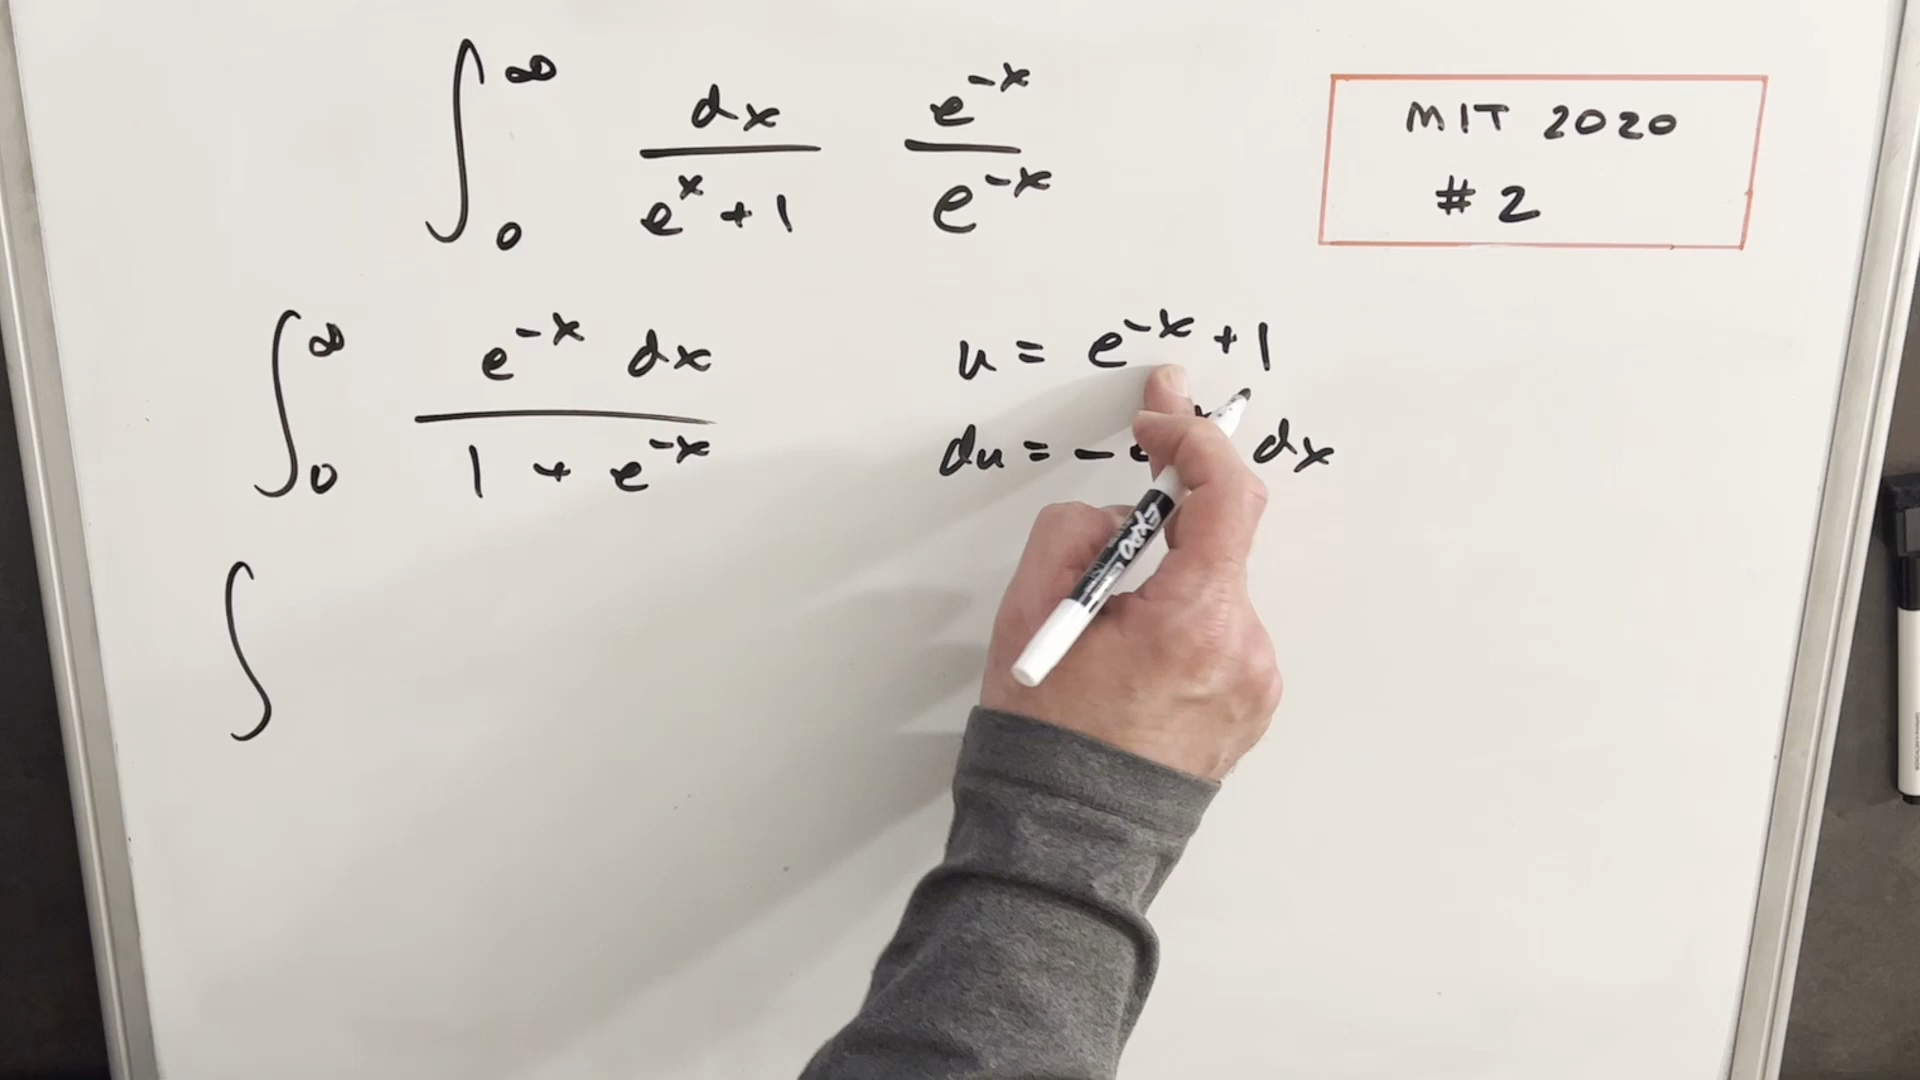 ∫₀^∞ dx/(e^x + 1) e^-x/e^-x
MIT 2020
# 2
∫₀^∞ e^-x dx/(1 + e^-x)
u = e^-x + 1
du = - dx
∫
EXPO